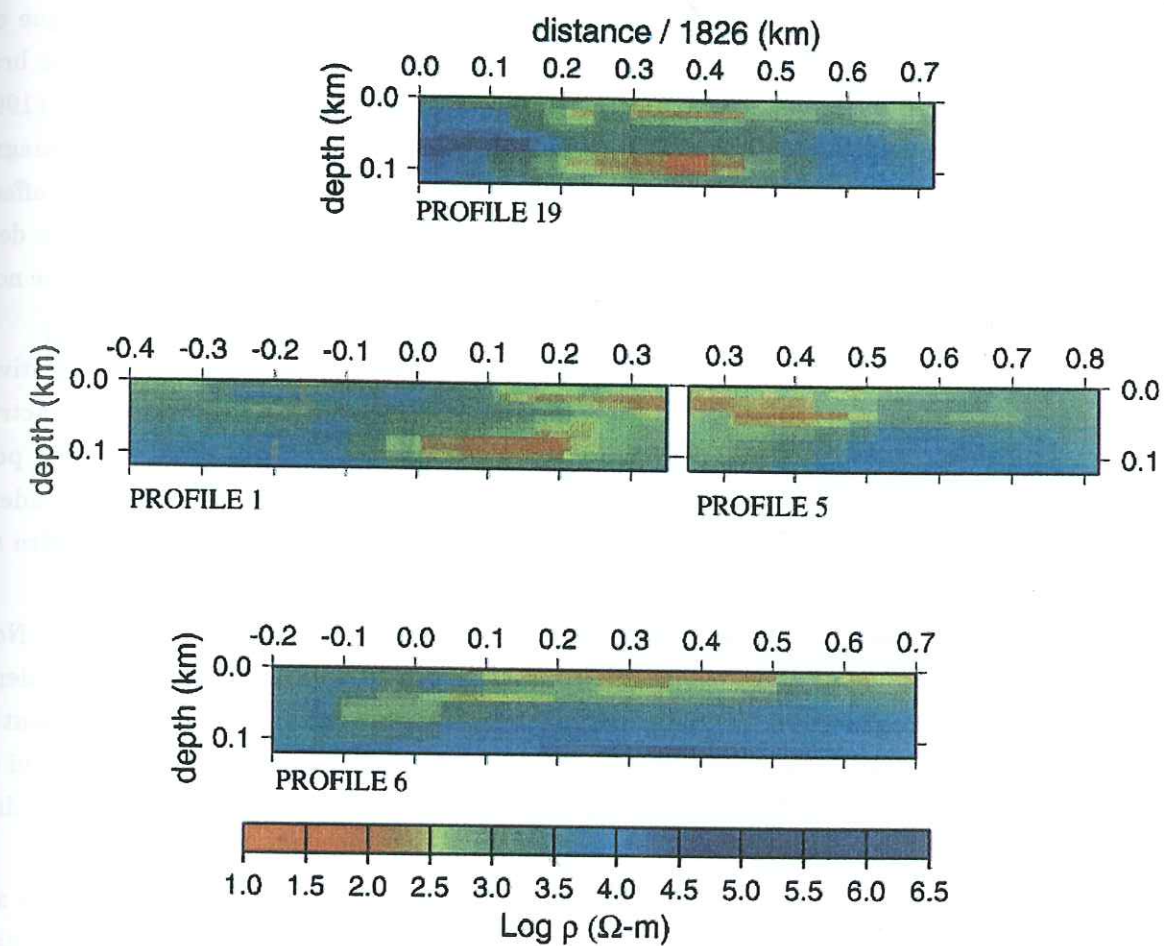 distance / 1826 (km)
0.0 0.1 0.2 0.3 0.4 0.5 0.6 0.7
depth (km)
0.0
0.1
PROFILE 19
-0.4 -0.3 -0.2 -0.1 0.0 0.1 0.2 0.3
0.3 0.4 0.5 0.6 0.7 0.8
depth (km)
0.0
0.1
0.0
0.1
PROFILE 1
PROFILE 5
-0.2 -0.1 0.0 0.1 0.2 0.3 0.4 0.5 0.6 0.7
depth (km)
0.0
0.1
PROFILE 6
1.0 1.5 2.0 2.5 3.0 3.5 4.0 4.5 5.0 5.5 6.0 6.5
Log ρ (Ω-m)